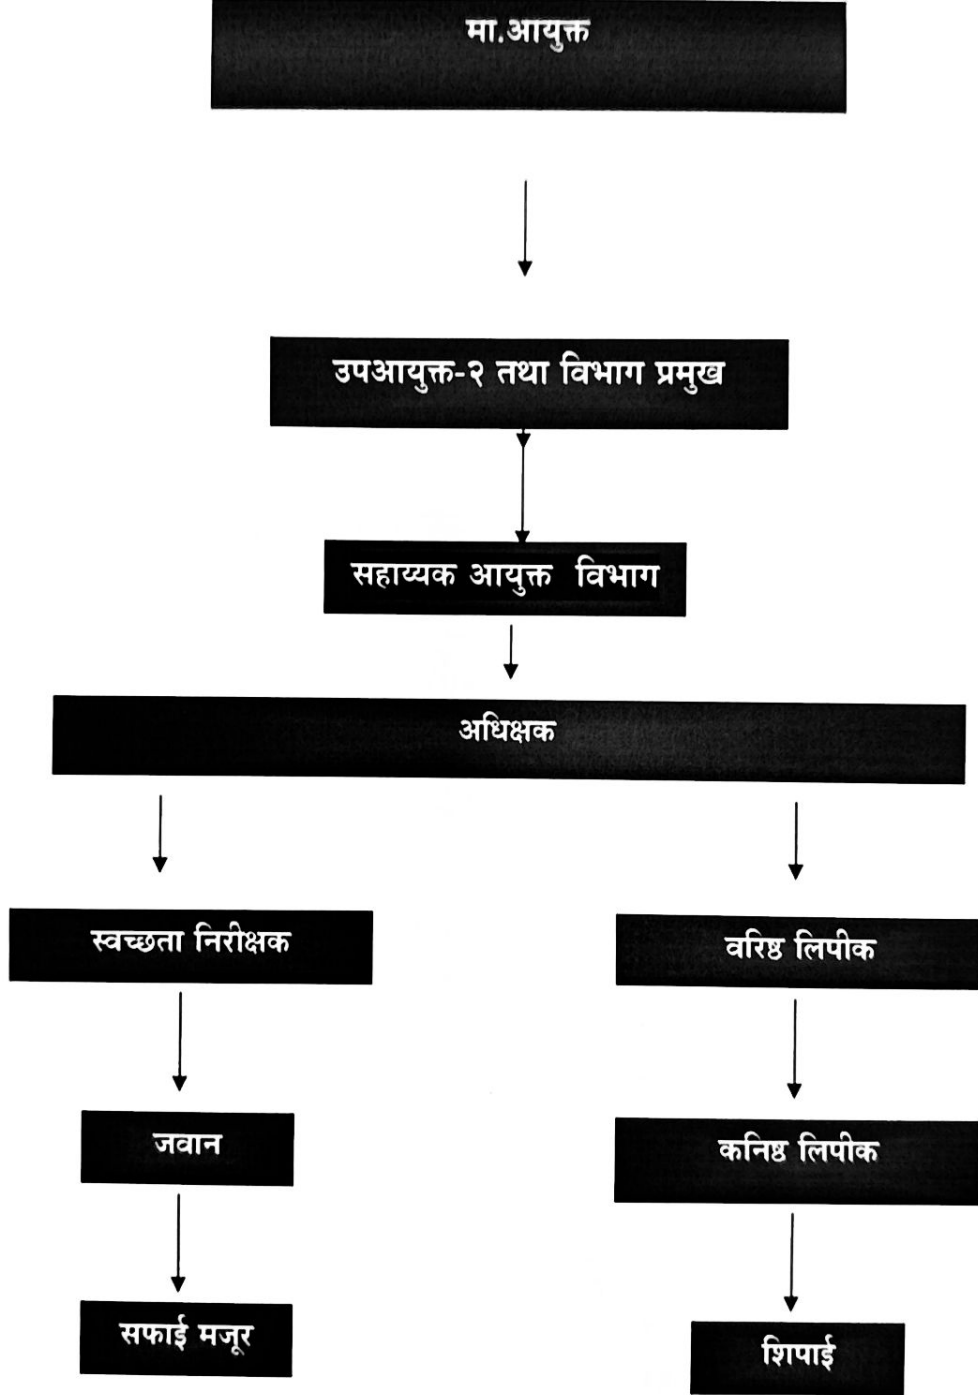 मा.आयुक्त
उपआयुक्त-२ तथा विभाग प्रमुख
सहाय्यक आयुक्त विभाग
अधिक्षक
स्वच्छता निरीक्षक
वरिष्ठ लिपीक
जवान
कनिष्ठ लिपीक
सफाई मजूर
शिपाई